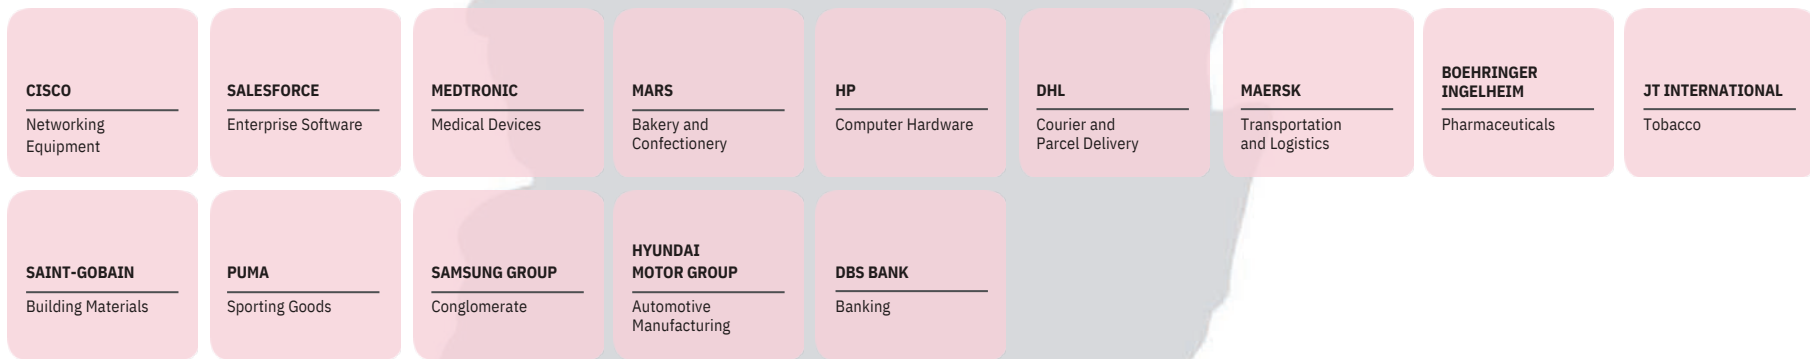 CISCO
Networking
Equipment
SALESFORCE
Enterprise Software
MEDTRONIC
Medical Devices
MARS
Bakery and
Confectionery
HP
Computer Hardware
DHL
Courier and
Parcel Delivery
MAERSK
Transportation
and Logistics
BOEHRINGER
INGELHEIM
Pharmaceuticals
JT INTERNATIONAL
Tobacco
SAINT-GOBAIN
Building Materials
PUMA
Sporting Goods
SAMSUNG GROUP
Conglomerate
HYUNDAI
MOTOR GROUP
Automotive
Manufacturing
DBS BANK
Banking